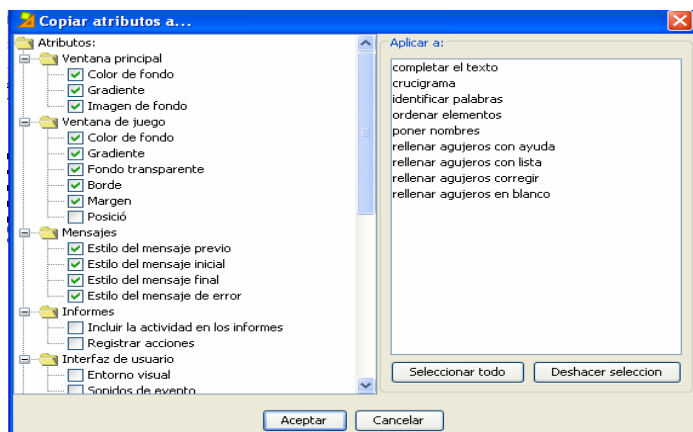 Copiar atributos a...
Atributos:
Ventana principal
Color de fondo
Gradiente
Imagen de fondo
Ventana de juego
Color de fondo
Gradiente
Fondo transparente
Borde
Margen
Posició
Mensajes
Estilo del mensaje previo
Estilo del mensaje inicial
Estilo del mensaje final
Estilo del mensaje de error
Informes
Incluir la actividad en los informes
Registrar acciones
Interfaz de usuario
Entorno visual
Sonidos de evento
Aplicar a:
completar el texto
crucigrama
identificar palabras
ordenar elementos
poner nombres
rellenar agujeros con ayuda
rellenar agujeros con lista
rellenar agujeros corregir
rellenar agujeros en blanco
Seleccionar todo
Deshacer seleccion
Aceptar
Cancelar